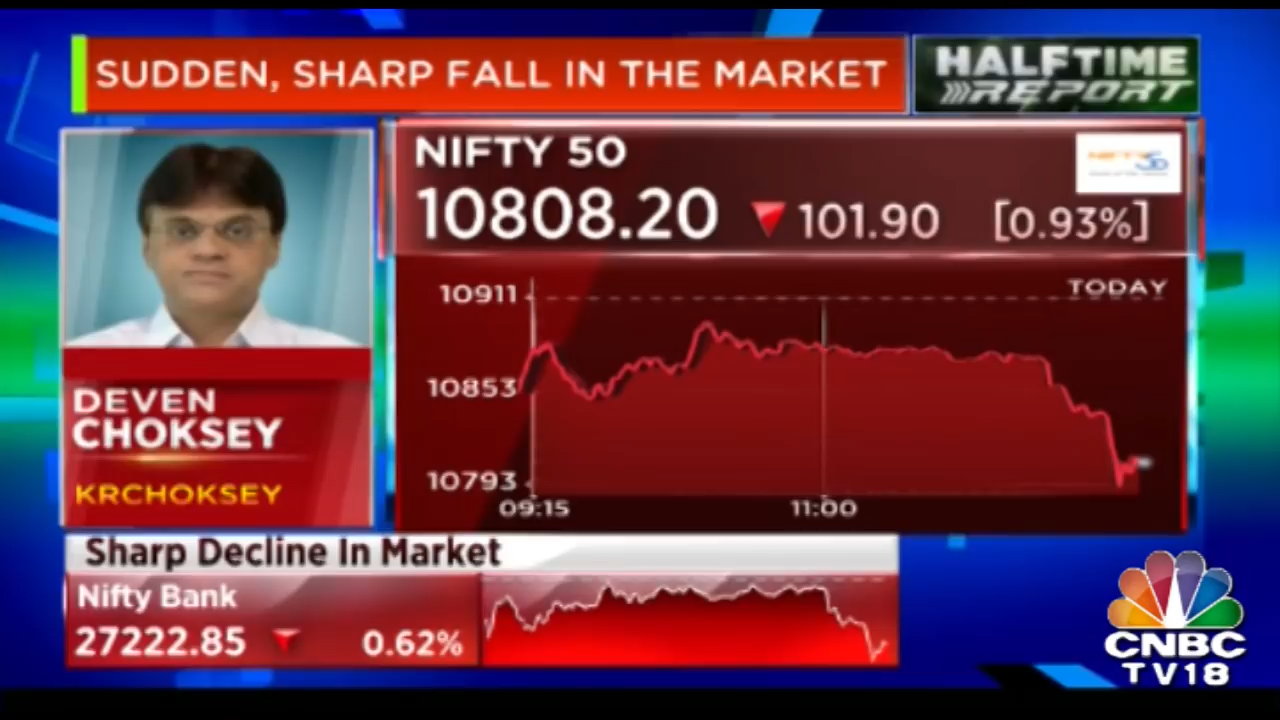 SUDDEN, SHARP FALL IN THE MARKET
HALFTIME
REPORT
NIFTY 50
10808.20 ▼ 101.90 [0.93%]
TODAY
10911
10853
10793
09:15 11:00
DEVEN
CHOKSEY
KRCHOKSEY
Sharp Decline In Market
Nifty Bank
27222.85 ▼ 0.62%
CNBC
TV18